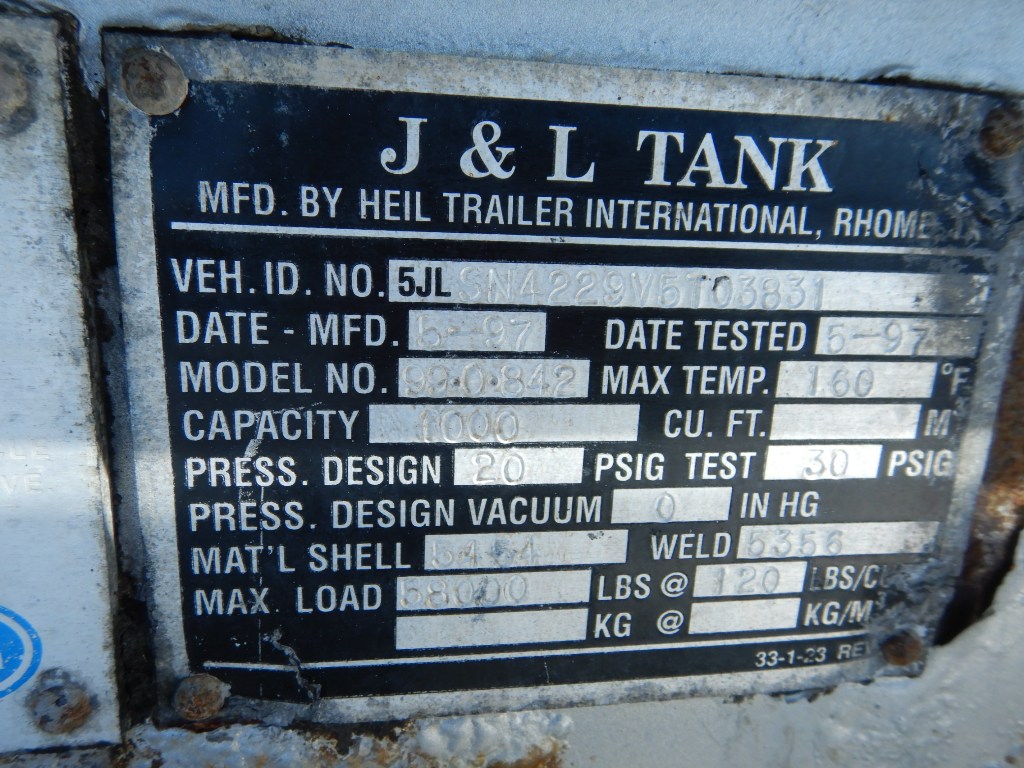 J & L TANK
MFD. BY HEIL TRAILER INTERNATIONAL, RHOME
VEH. ID. NO. 5JLSN4229V5T03831
DATE - MFD. 5-97 DATE TESTED 5-97
MODEL NO. 99·0·842 MAX TEMP. 160 °F
CAPACITY 1000 CU. FT. M
PRESS. DESIGN 20 PSIG TEST 30 PSIG
PRESS. DESIGN VACUUM 0 IN HG
MAT'L SHELL 5454 WELD 5356
MAX. LOAD 58000 LBS @ 120 LBS/CU
KG @ KG/M³
33-1-23 REV